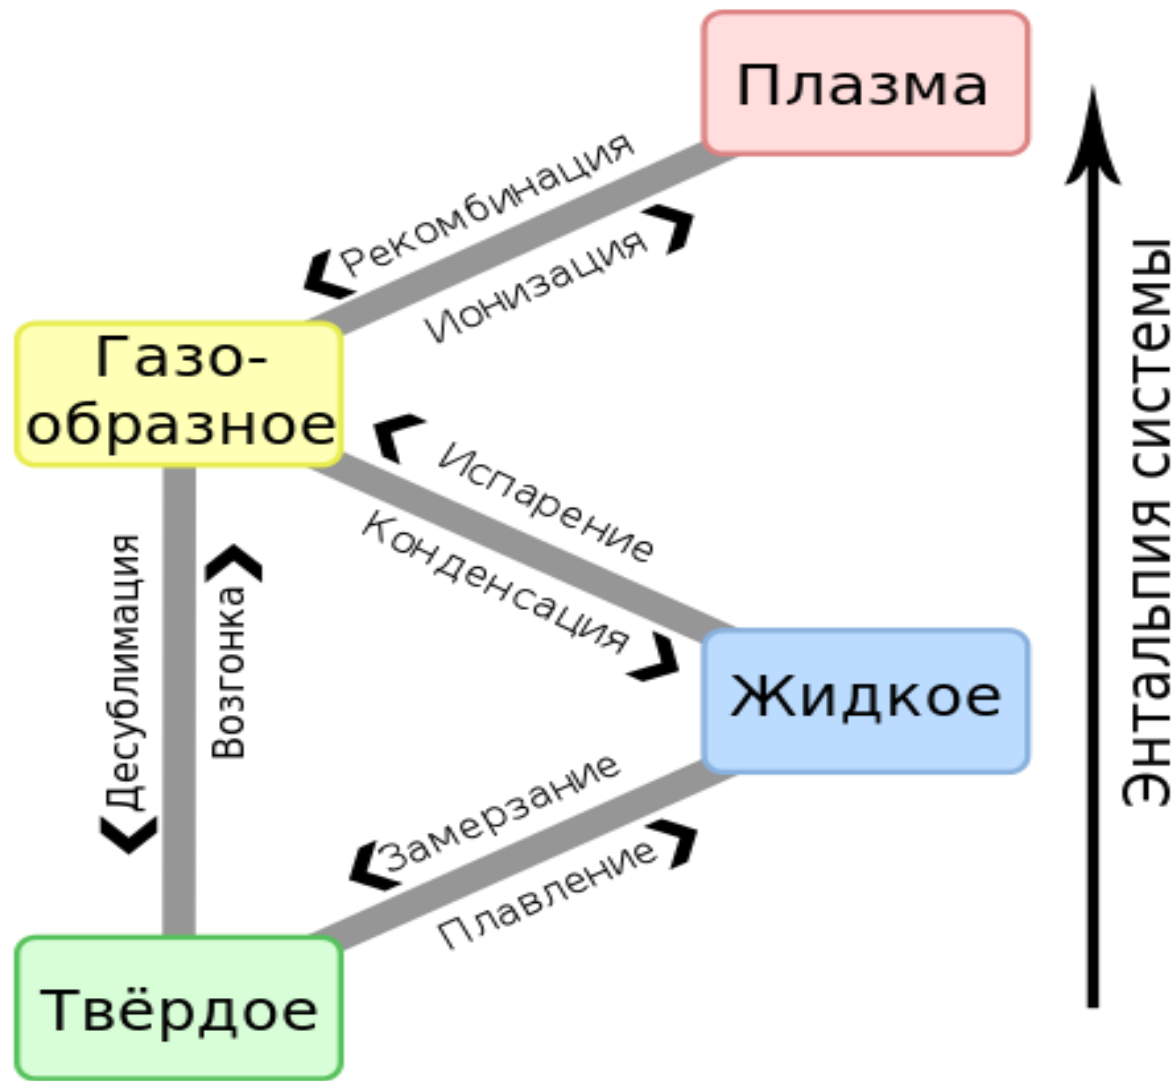 Плазма
Рекомбинация
Ионизация
Газо-
образное
Испарение
Конденсация
Десублимация
Возгонка
Жидкое
Замерзание
Плавление
Твёрдое
Энтальпия системы